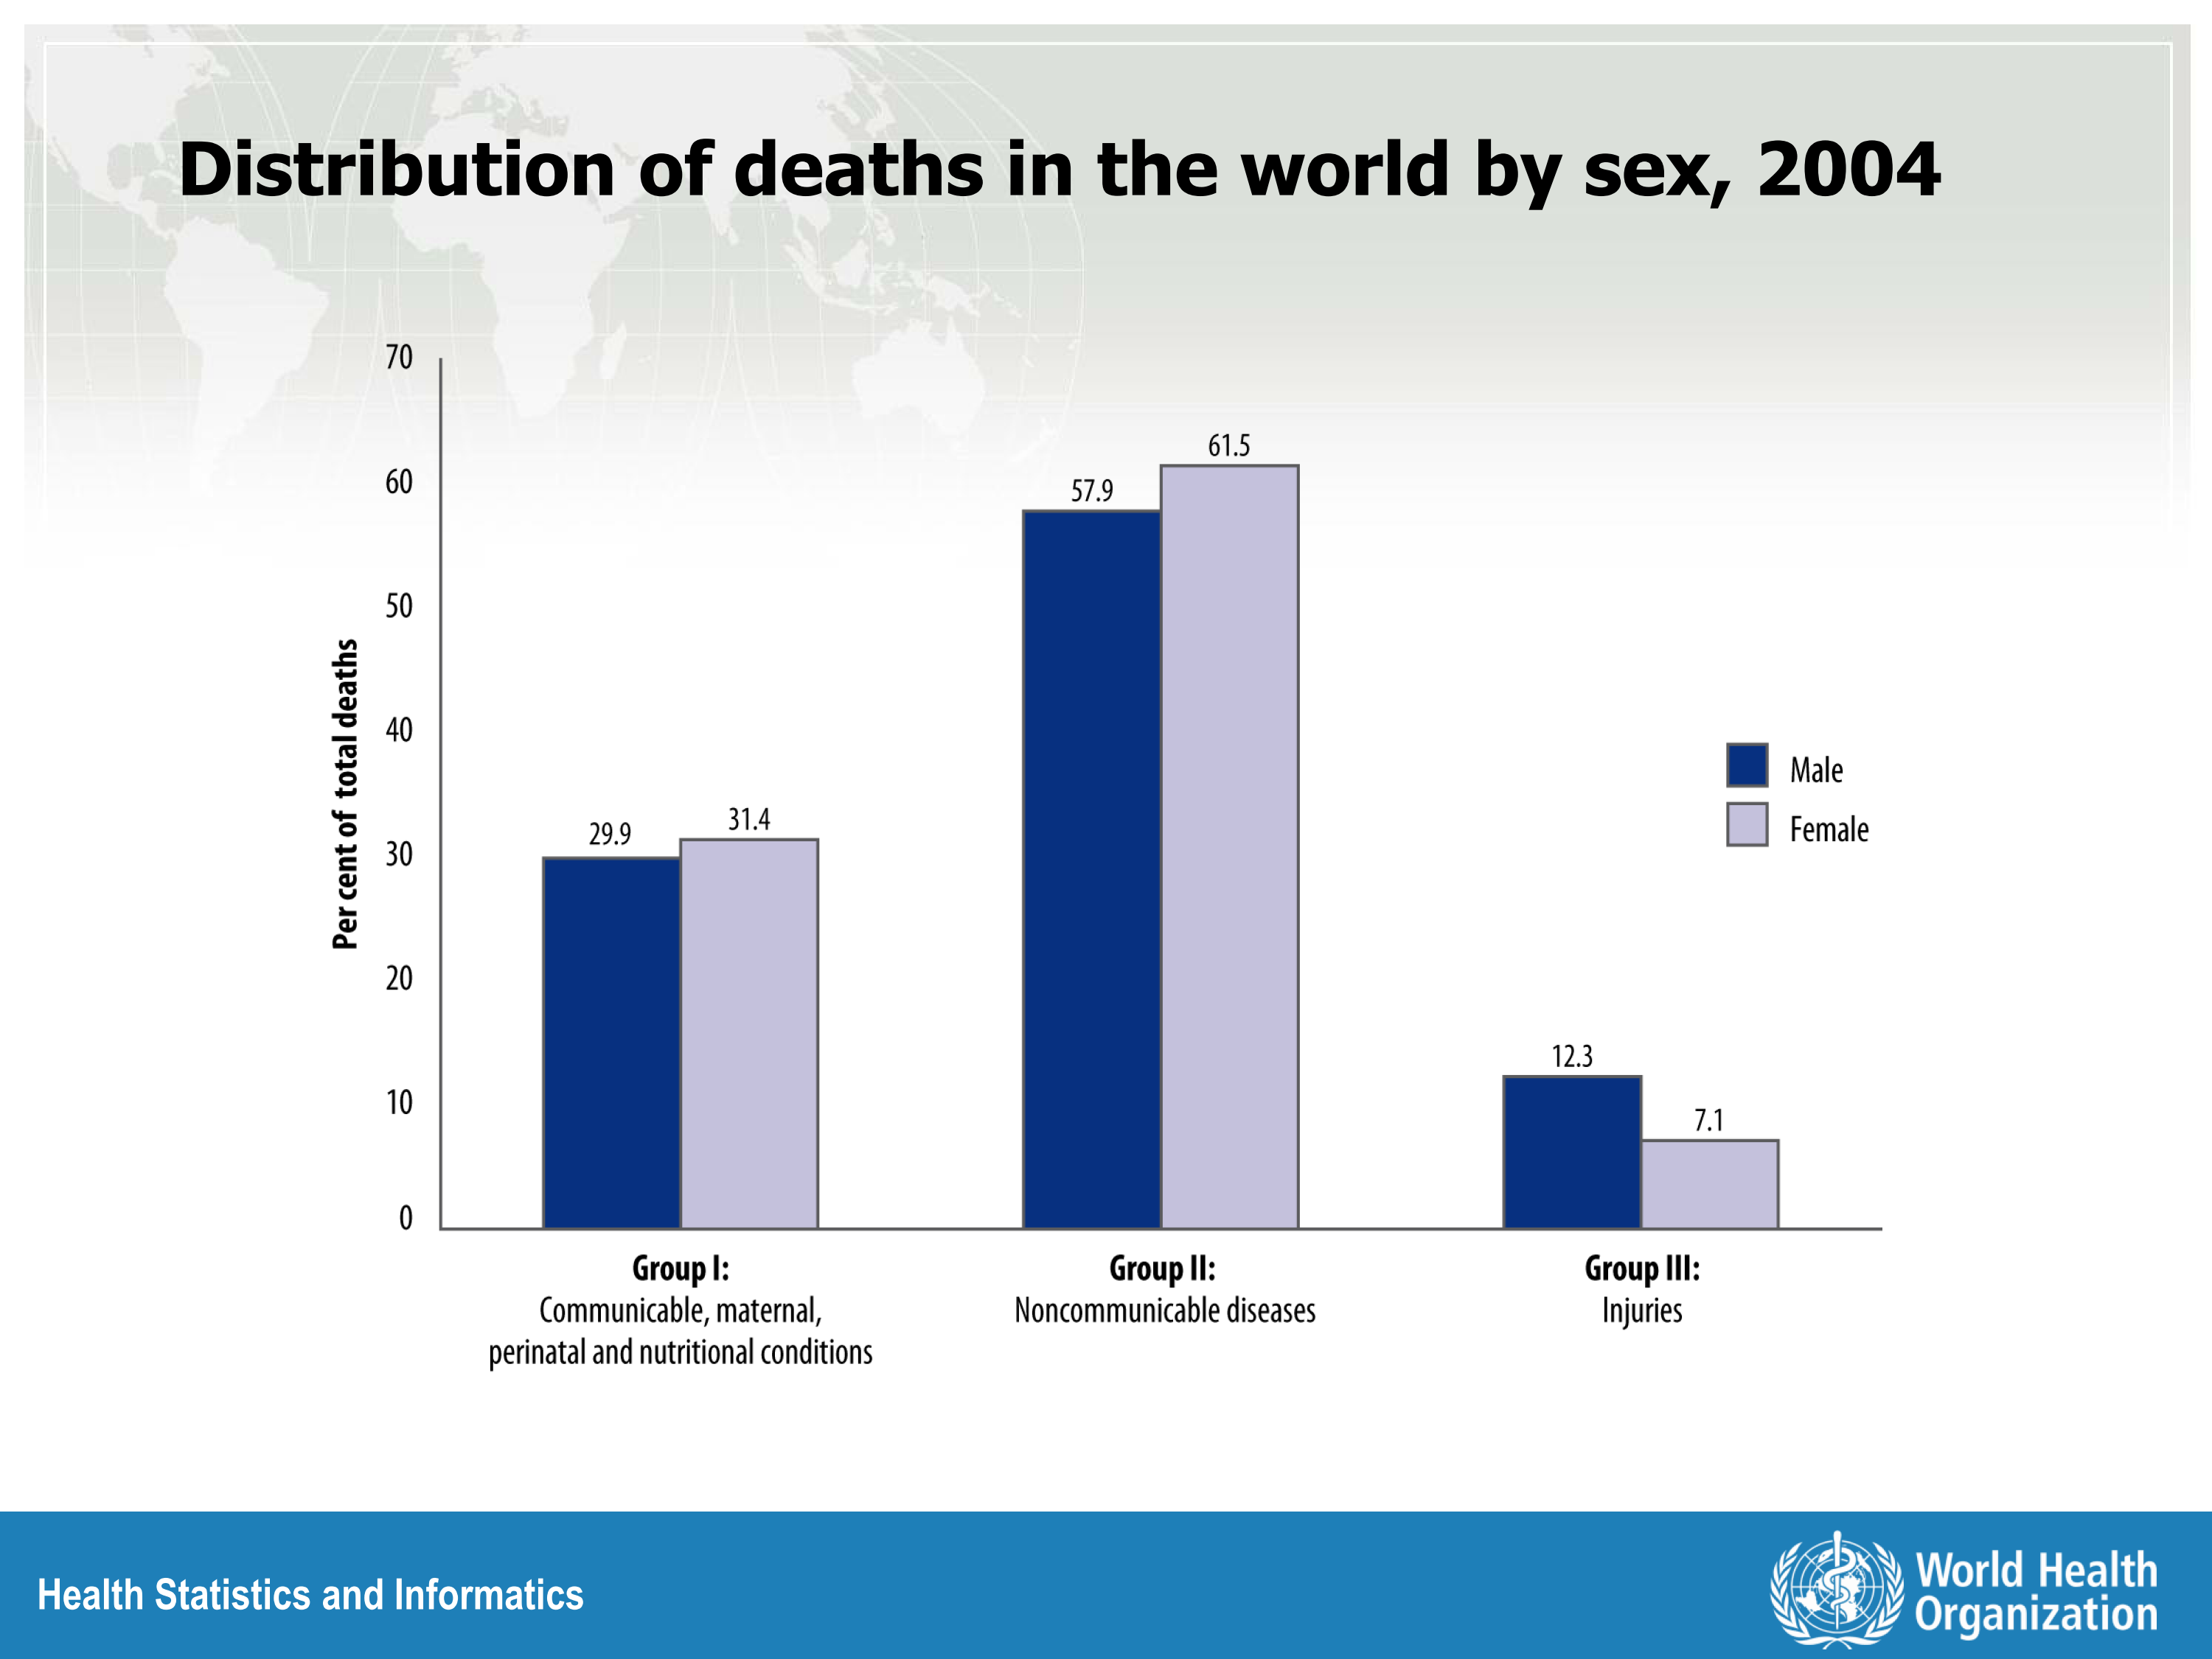 Distribution of deaths in the world by sex, 2004
70
60
50
40
30
20
10
0
Per cent of total deaths
29.9
31.4
57.9
61.5
12.3
7.1
Male
Female
Group I:
Communicable, maternal,
perinatal and nutritional conditions
Group II:
Noncommunicable diseases
Group III:
Injuries
Health Statistics and Informatics
World Health
Organization